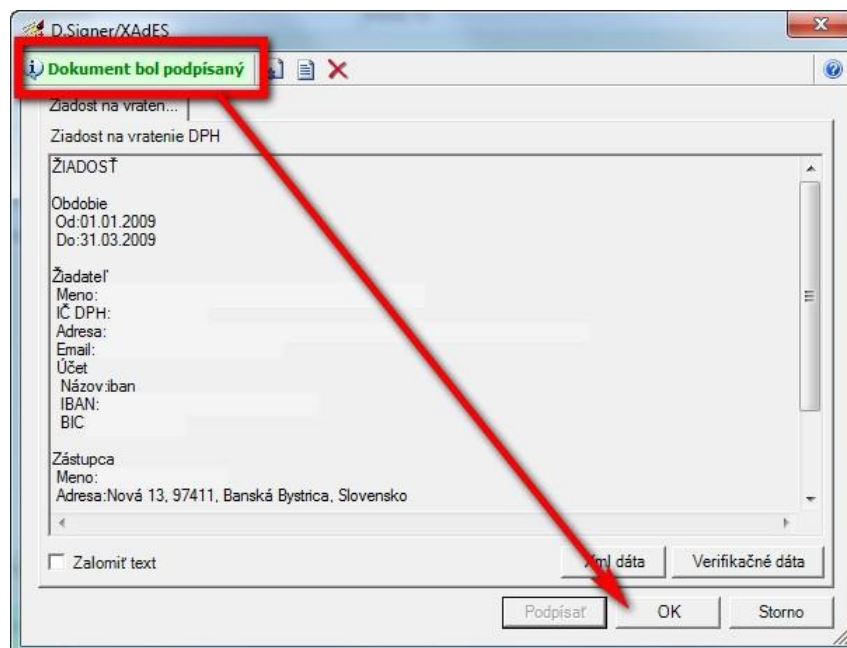 D.Signer/XAdES
Dokument bol podpísaný
Ziadost na vraten...
Ziadost na vratenie DPH
ŽIADOSŤ
Obdobie
Od:01.01.2009
Do:31.03.2009
Žiadateľ
Meno:
IČ DPH:
Adresa:
Email:
Účet
Názov:iban
IBAN:
BIC
Zástupca
Meno:
Adresa:Nová 13, 97411, Banská Bystrica, Slovensko
Zalomiť text
Xml dáta
Verifikačné dáta
Podpísať
OK
Storno